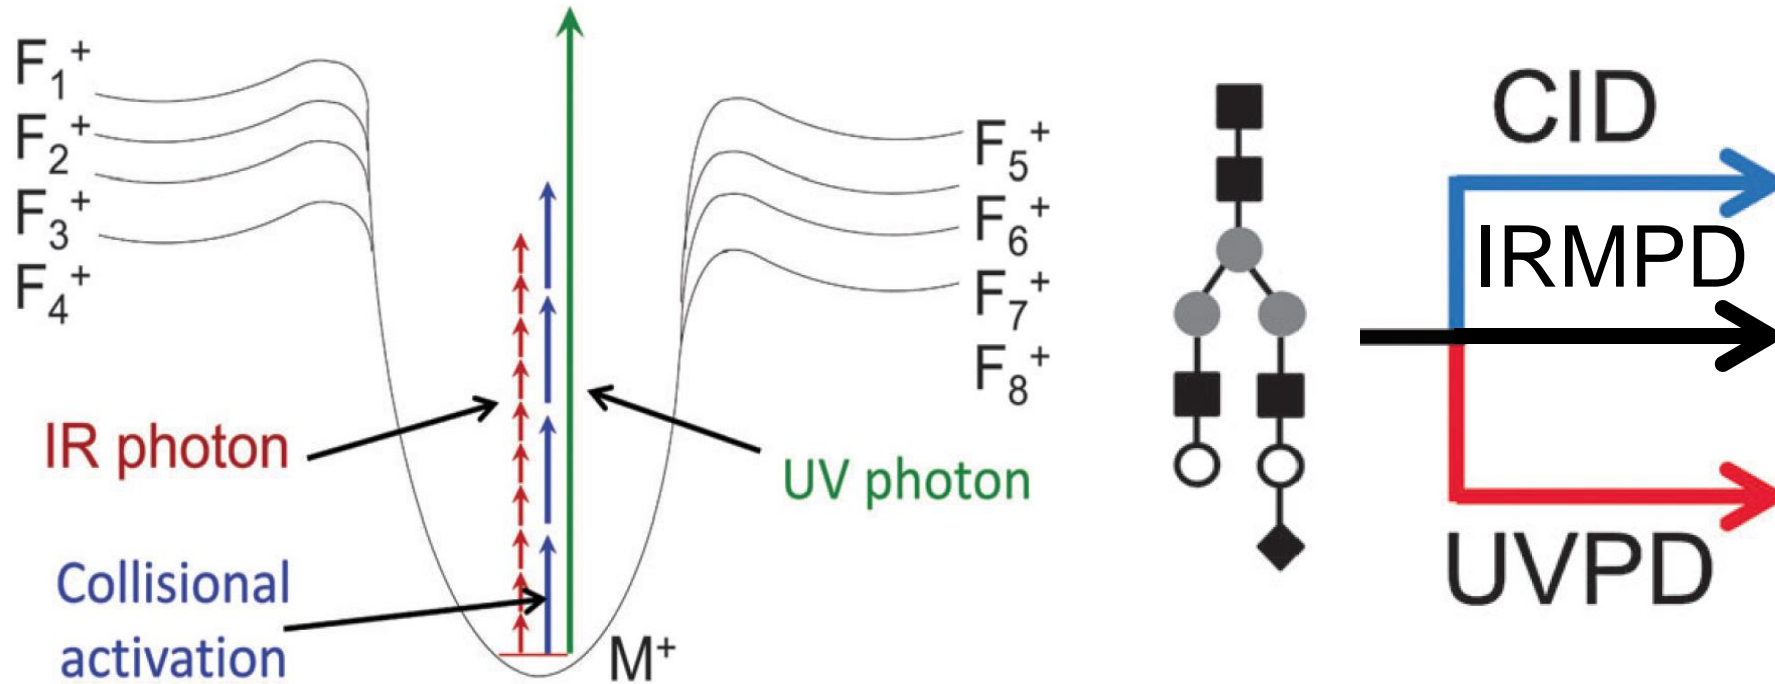 F1+
F2+
F3+
F4+
IR photon
Collisional
activation
M+
UV photon
F5+
F6+
F7+
F8+
CID
IRMPD
UVPD